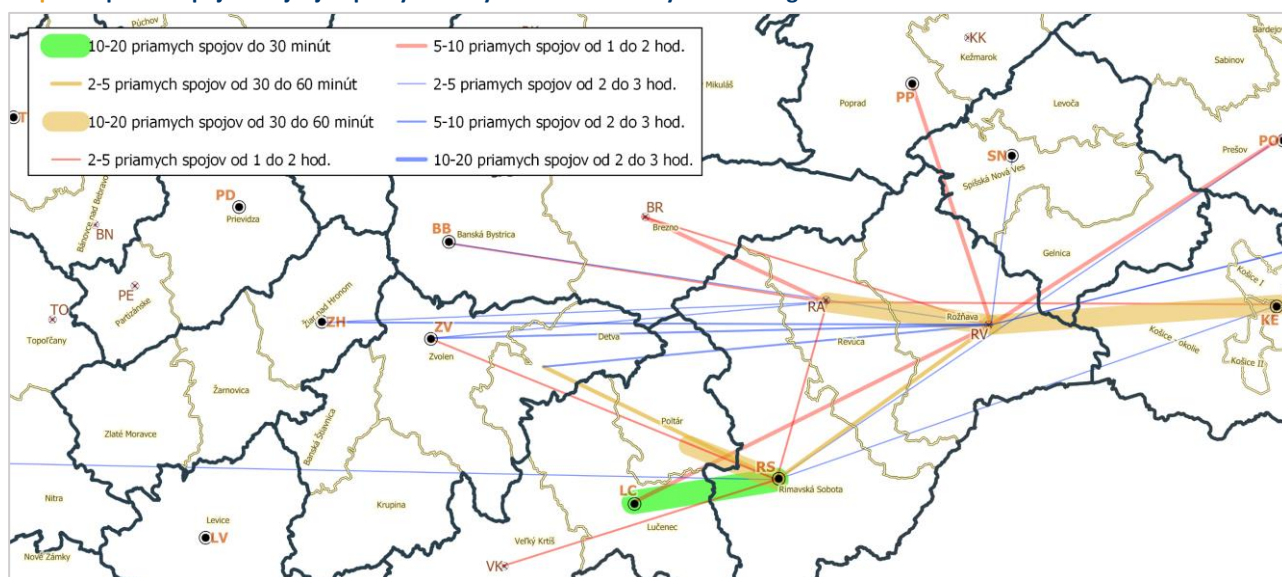 10-20 priamych spojov do 30 minút
2-5 priamych spojov od 30 do 60 minút
10-20 priamych spojov od 30 do 60 minút
2-5 priamych spojov od 1 do 2 hod.
5-10 priamych spojov od 1 do 2 hod.
2-5 priamych spojov od 2 do 3 hod.
5-10 priamych spojov od 2 do 3 hod.
10-20 priamych spojov od 2 do 3 hod.
Púchov
Mikuláš
KK
Kežmarok
Bardejov
Sabinov
Poprad
PP
Levoča
T
PO
Prešov
SN
Spišská Nová Ves
PD
Prievidza
Bánovce nad Bebravou
BN
BB
Banská Bystrica
BR
Brezno
Gelnica
Košice I
PE
Partizánske
TO
Topoľčany
Žiar nad Hronom
ZH
RA
Rožňava
RV
KE
Košice - okolie
Košice II
ZV
Zvolen
Detva
Revúca
Žarnovica
Zlaté Moravce
Banská Štiavnica
Poltár
RS
Rimavská Sobota
LC
Lučenec
Nitra
Krupina
Levice
LV
Veľký Krtíš
VK
Nové Zámky